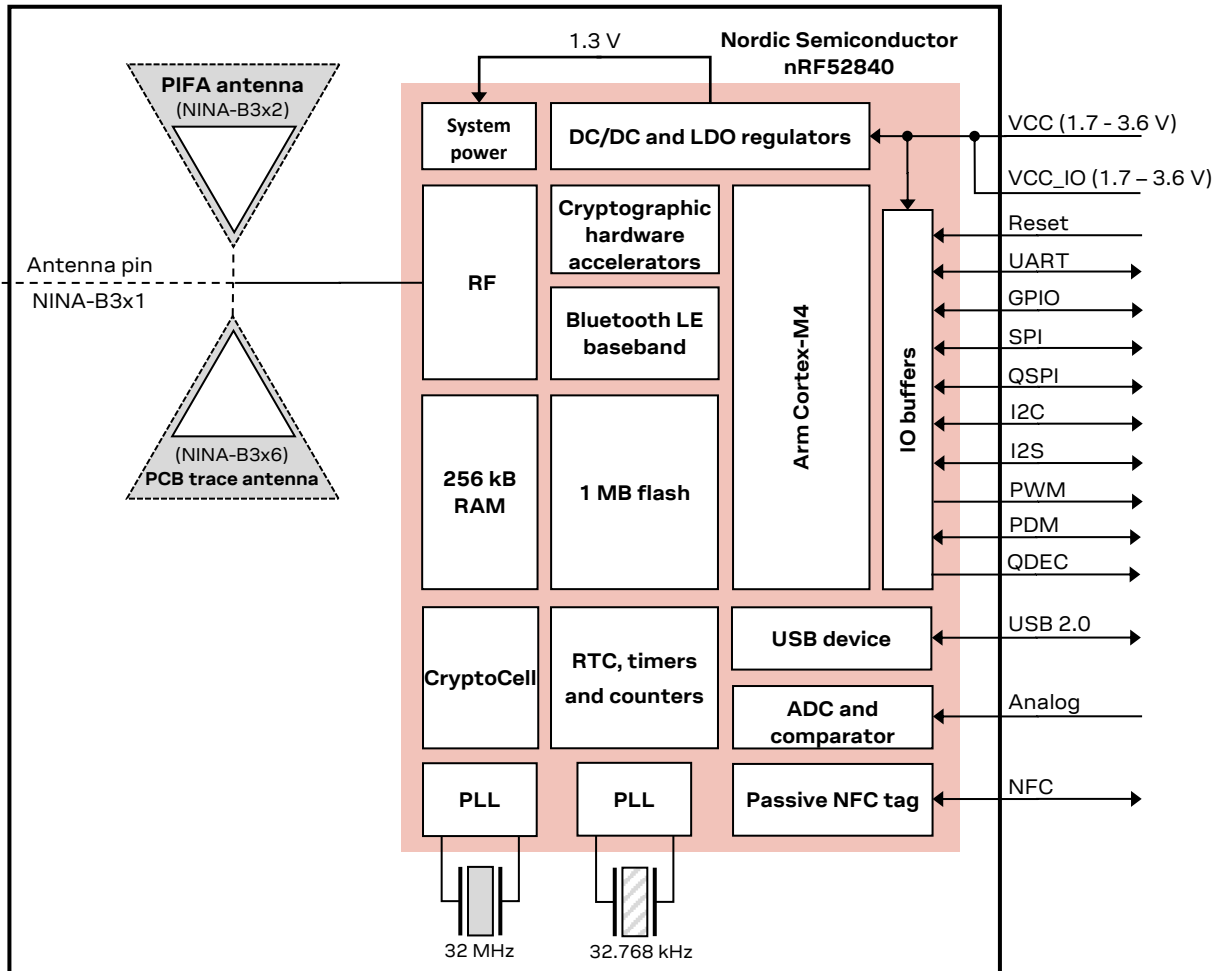 1.3 V
Nordic Semiconductor
nRF52840
PIFA antenna
(NINA-B3x2)
System
power
DC/DC and LDO regulators
VCC (1.7 - 3.6 V)
VCC_IO (1.7 – 3.6 V)
Antenna pin
NINA-B3x1
RF
Cryptographic
hardware
accelerators
Bluetooth LE
baseband
Arm Cortex-M4
IO buffers
Reset
UART
GPIO
SPI
QSPI
I2C
I2S
PWM
PDM
QDEC
(NINA-B3x6)
PCB trace antenna
256 kB
RAM
1 MB flash
CryptoCell
RTC, timers
and counters
USB device
USB 2.0
ADC and
comparator
Analog
PLL
PLL
Passive NFC tag
NFC
32 MHz
32.768 kHz